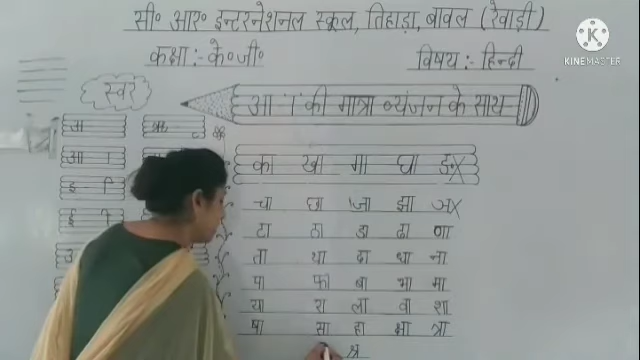 सी॰ आर॰ इन्टरनेशनल स्कूल, तिहाड़ा, बावल (रेवाड़ी)
कक्षा :- के॰जी॰
विषय :- हिन्दी
KINEMASTER
स्वर
आ 'ा' की मात्रा व्यंजन के साथ
अ
ऋ
आ - ा
इ - ि
ई - ी
का खा गा घा ङ X
चा छा जा झा ञ X
टा ठा डा ढा णा
ता था दा धा ना
पा फा बा भा मा
या रा ला वा शा
षा सा हा क्षा त्रा
श्र